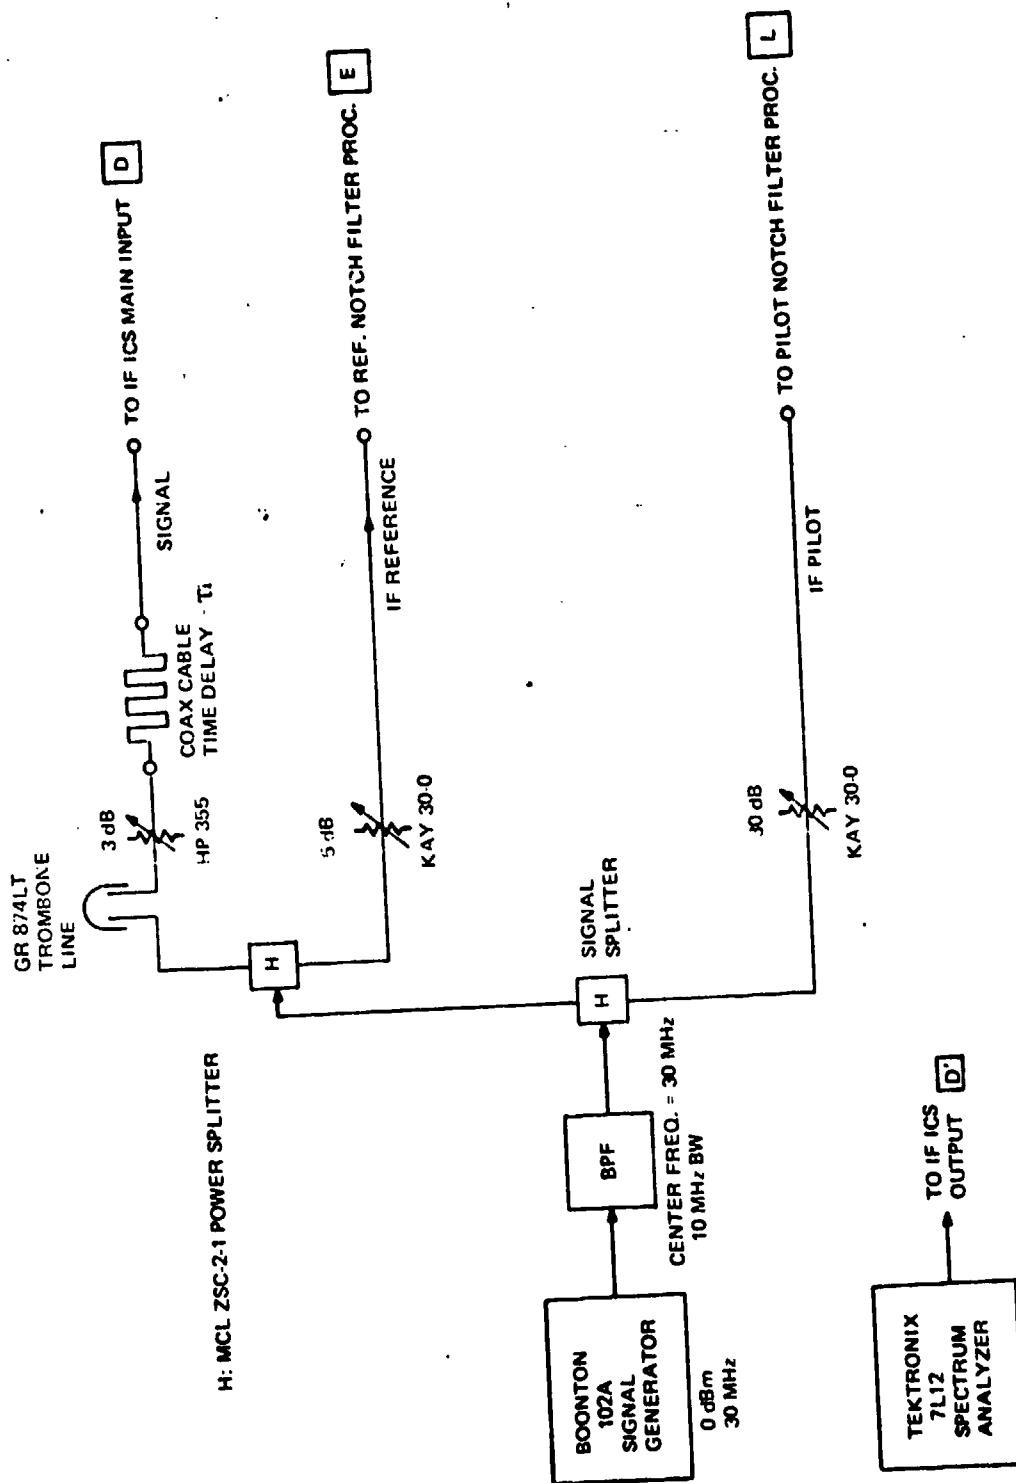 GR 874LT
TROMBONE
LINE
3 dB
HP 355
COAX CABLE
TIME DELAY - τi
SIGNAL
TO IF ICS MAIN INPUT
D
H: MCL ZSC-2-1 POWER SPLITTER
H
5 dB
KAY 30-0
IF REFERENCE
TO REF. NOTCH FILTER PROC.
E
BOONTON
102A
SIGNAL
GENERATOR
0 dBm
30 MHz
BPF
CENTER FREQ. = 30 MHz
10 MHz BW
H
SIGNAL
SPLITTER
30 dB
KAY 30-0
IF PILOT
TO PILOT NOTCH FILTER PROC.
L
TEKTRONIX
7L12
SPECTRUM
ANALYZER
TO IF ICS
OUTPUT
D'